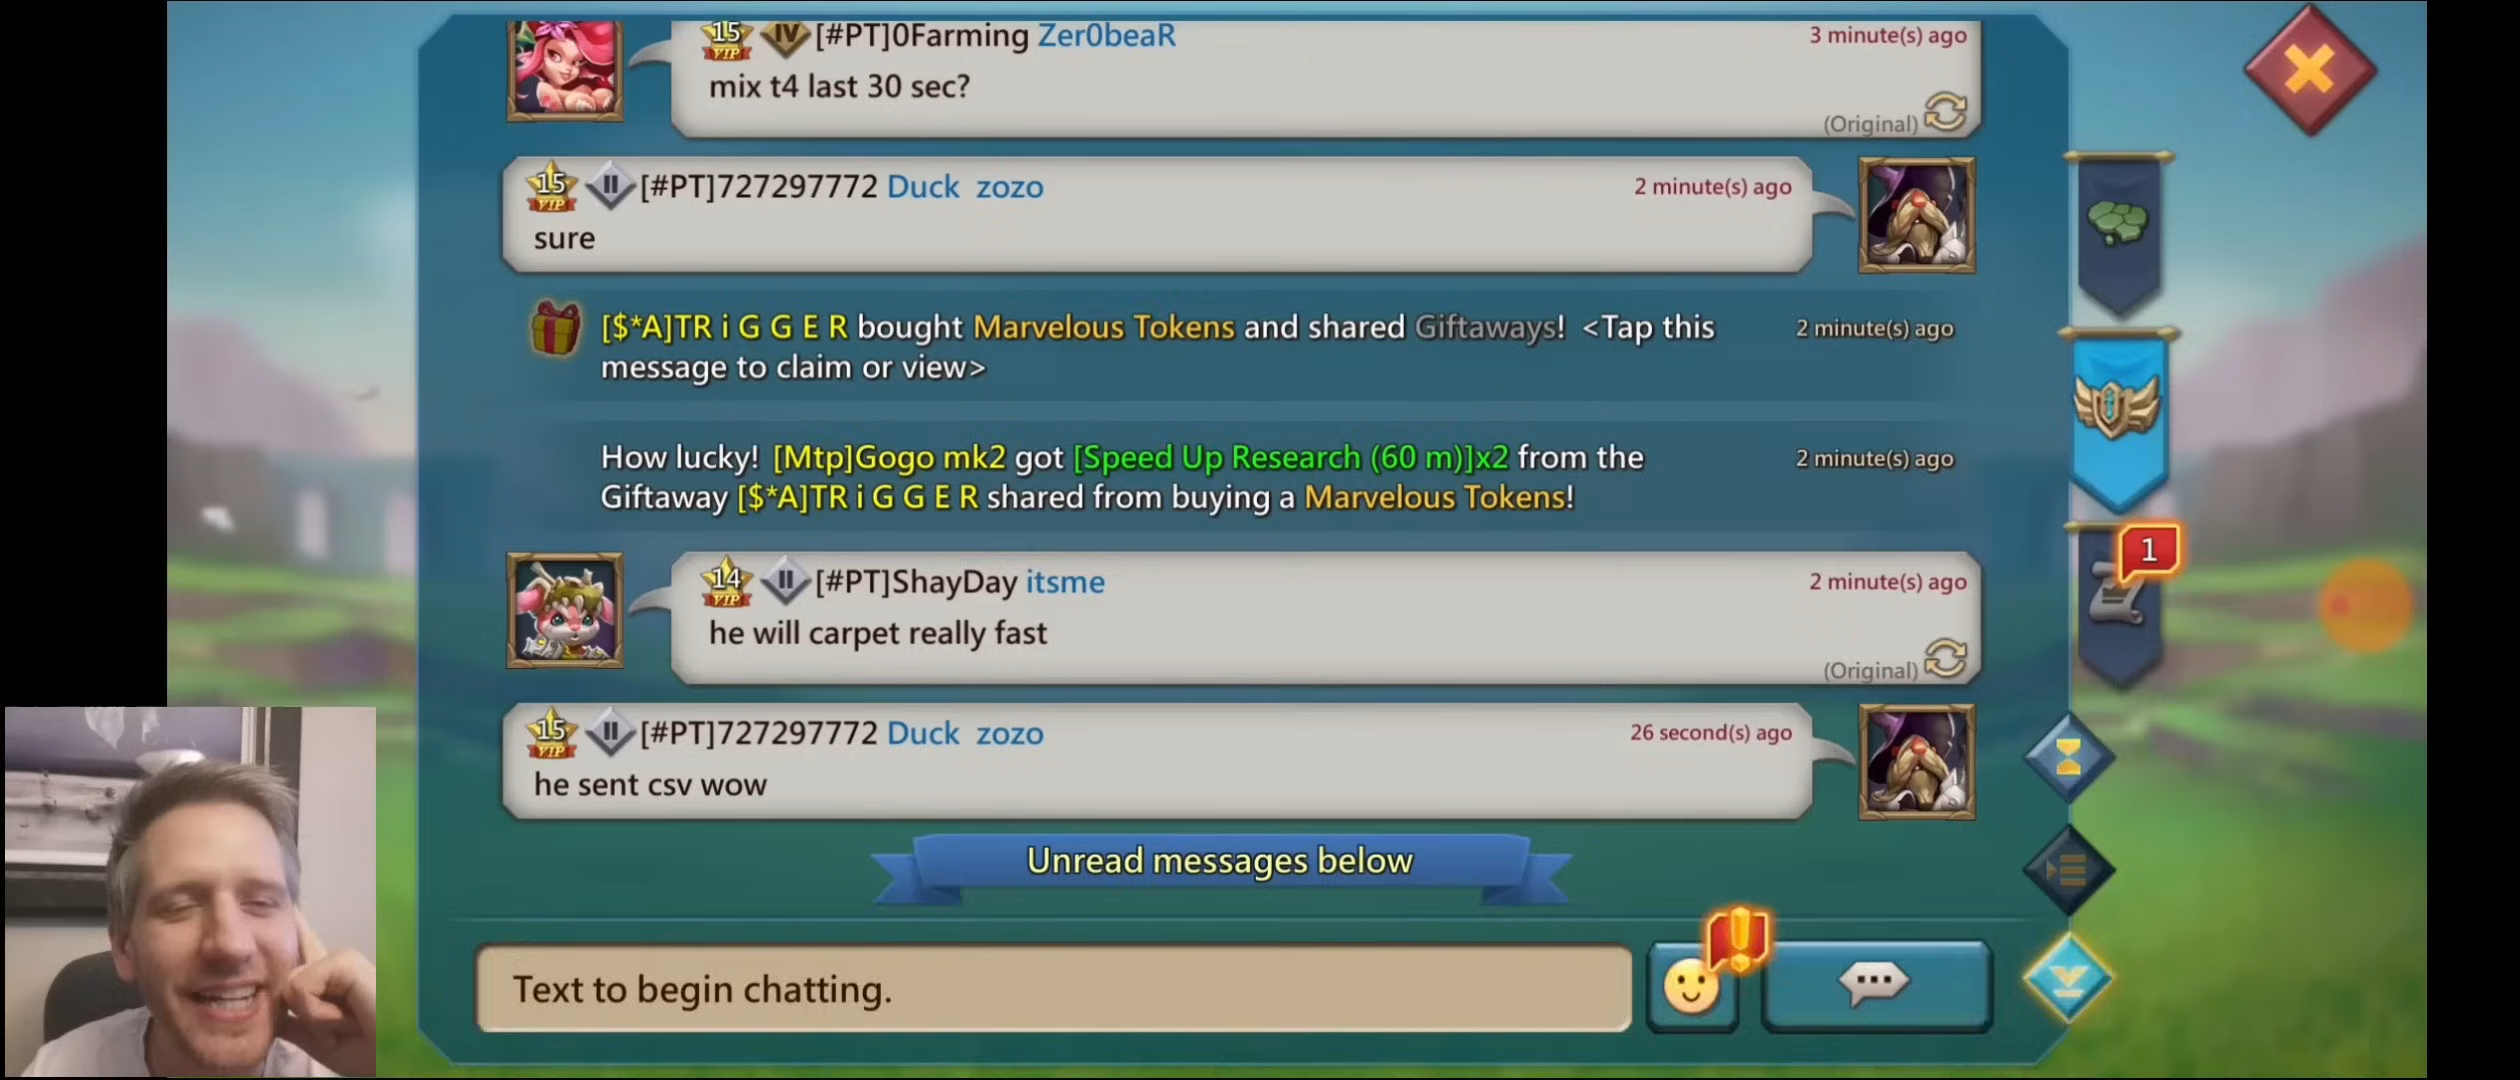 15 VIP IV [#PT]0Farming Zer0beaR 3 minute(s) ago
mix t4 last 30 sec?
(Original)
15 VIP II [#PT]727297772 Duck zozo 2 minute(s) ago
sure
[$*A]TR i G G E R bought Marvelous Tokens and shared Giftaways! <Tap this 2 minute(s) ago
message to claim or view>
How lucky! [Mtp]Gogo mk2 got [Speed Up Research (60 m)]x2 from the 2 minute(s) ago
Giftaway [$*A]TR i G G E R shared from buying a Marvelous Tokens!
1
14 VIP II [#PT]ShayDay itsme 2 minute(s) ago
he will carpet really fast
(Original)
15 VIP II [#PT]727297772 Duck zozo 26 second(s) ago
he sent csv wow
Unread messages below
Text to begin chatting.